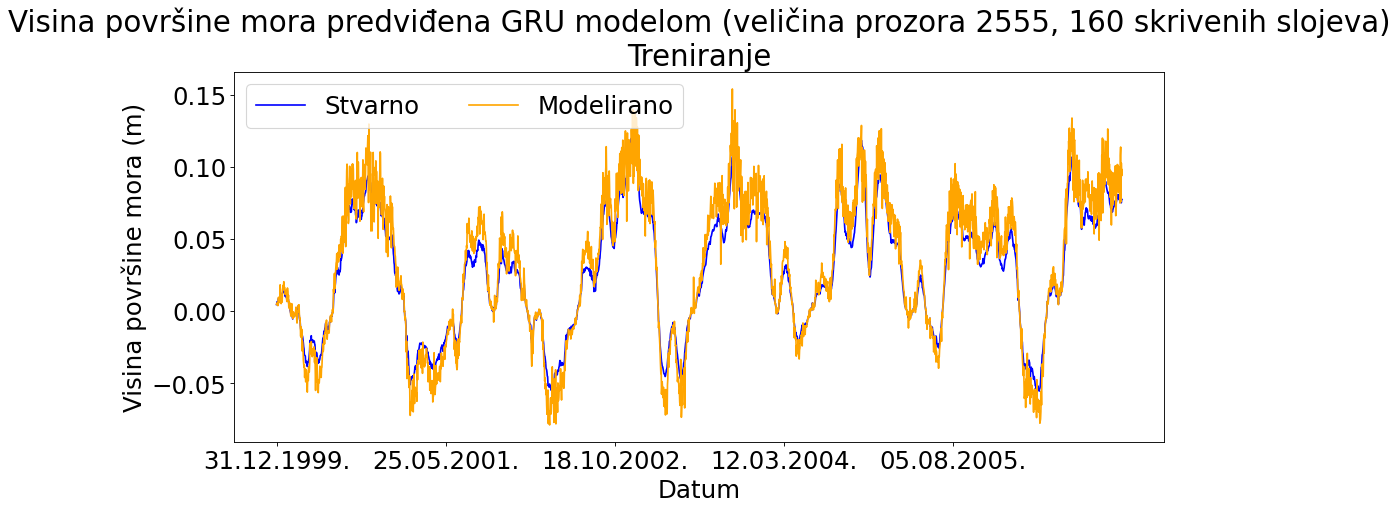 Visina površine mora predviđena GRU modelom (veličina prozora 2555, 160 skrivenih slojeva)
Treniranje
Stvarno
Modelirano
Visina površine mora (m)
0.15
0.10
0.05
0.00
−0.05
31.12.1999.
25.05.2001.
18.10.2002.
12.03.2004.
05.08.2005.
Datum